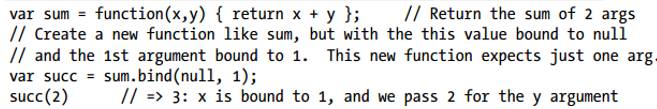 var sum = function(x,y) { return x + y };     // Return the sum of 2 args
// Create a new function like sum, but with the this value bound to null
// and the 1st argument bound to 1.  This new function expects just one arg.
var succ = sum.bind(null, 1);
succ(2)     // => 3: x is bound to 1, and we pass 2 for the y argument